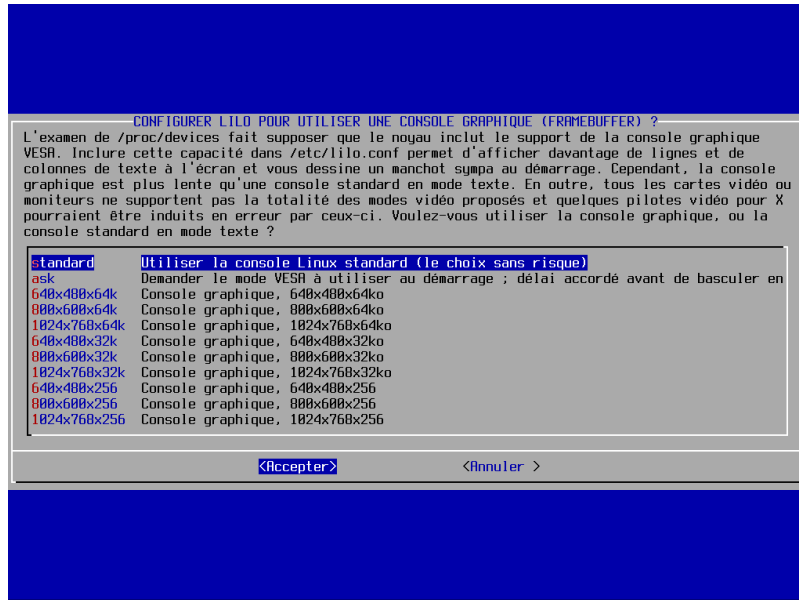 CONFIGURER LILO POUR UTILISER UNE CONSOLE GRAPHIQUE (FRAMEBUFFER) ?
L'examen de /proc/devices fait supposer que le noyau inclut le support de la console graphique
VESA. Inclure cette capacité dans /etc/lilo.conf permet d'afficher davantage de lignes et de
colonnes de texte à l'écran et vous dessine un manchot sympa au démarrage. Cependant, la console
graphique est plus lente qu'une console standard en mode texte. En outre, tous les cartes vidéo ou
moniteurs ne supportent pas la totalité des modes vidéo proposés et quelques pilotes vidéo pour X
pourraient être induits en erreur par ceux-ci. Voulez-vous utiliser la console graphique, ou la
console standard en mode texte ?
standard Utiliser la console Linux standard (le choix sans risque)
ask Demander le mode VESA à utiliser au démarrage ; délai accordé avant de basculer en
640x480x64k Console graphique, 640x480x64ko
800x600x64k Console graphique, 800x600x64ko
1024x768x64k Console graphique, 1024x768x64ko
640x480x32k Console graphique, 640x480x32ko
800x600x32k Console graphique, 800x600x32ko
1024x768x32k Console graphique, 1024x768x32ko
640x480x256 Console graphique, 640x480x256
800x600x256 Console graphique, 800x600x256
1024x768x256 Console graphique, 1024x768x256
<Accepter> <Annuler >